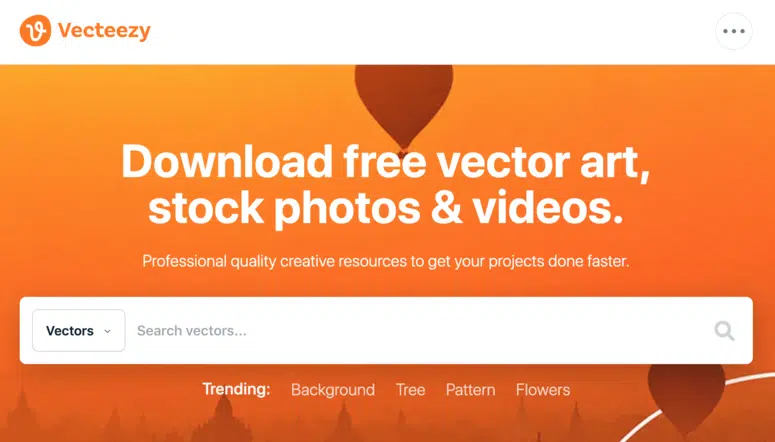 Vecteezy
Download free vector art,
stock photos & videos.
Professional quality creative resources to get your projects done faster.
Vectors Search vectors...
Trending: Background Tree Pattern Flowers